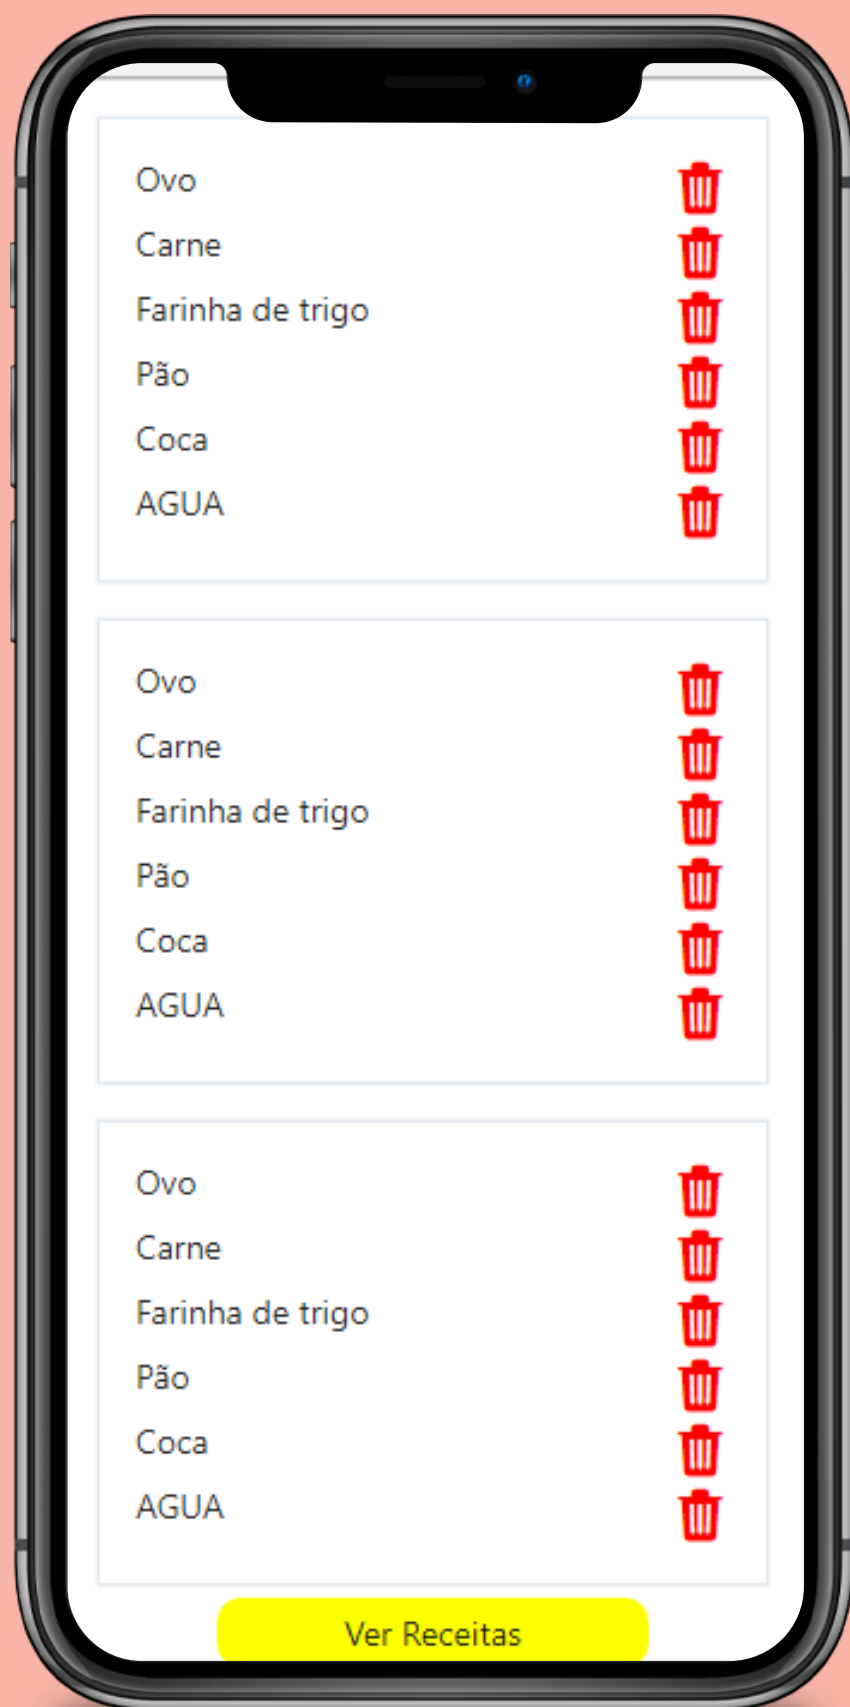 Ovo
Carne
Farinha de trigo
Pão
Coca
AGUA
Ovo
Carne
Farinha de trigo
Pão
Coca
AGUA
Ovo
Carne
Farinha de trigo
Pão
Coca
AGUA
Ver Receitas